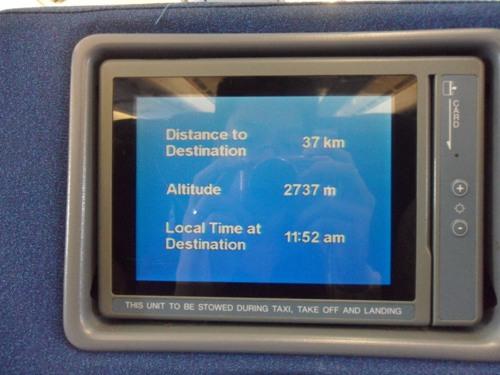 Distance to
Destination 37 km
Altitude 2737 m
Local Time at
Destination 11:52 am
CARD
THIS UNIT TO BE STOWED DURING TAXI, TAKE OFF AND LANDING